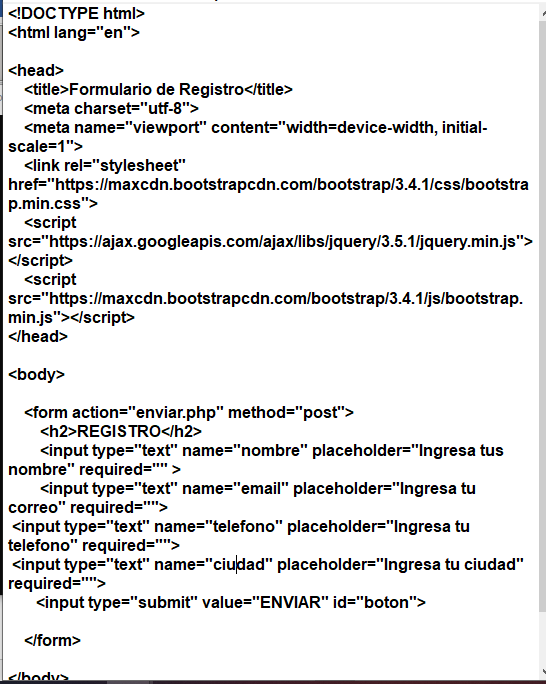 <!DOCTYPE html>
<html lang="en">
<head>
<title>Formulario de Registro</title>
<meta charset="utf-8">
<meta name="viewport" content="width=device-width, initial-
scale=1">
<link rel="stylesheet"
href="https://maxcdn.bootstrapcdn.com/bootstrap/3.4.1/css/bootstra
p.min.css">
<script
src="https://ajax.googleapis.com/ajax/libs/jquery/3.5.1/jquery.min.js">
</script>
<script
src="https://maxcdn.bootstrapcdn.com/bootstrap/3.4.1/js/bootstrap.
min.js"></script>
</head>
<body>
<form action="enviar.php" method="post">
<h2>REGISTRO</h2>
<input type="text" name="nombre" placeholder="Ingresa tus
nombre" required="" >
<input type="text" name="email" placeholder="Ingresa tu
correo" required="">
<input type="text" name="telefono" placeholder="Ingresa tu
telefono" required="">
<input type="text" name="ciudad" placeholder="Ingresa tu ciudad"
required="">
<input type="submit" value="ENVIAR" id="boton">
</form>
</body>